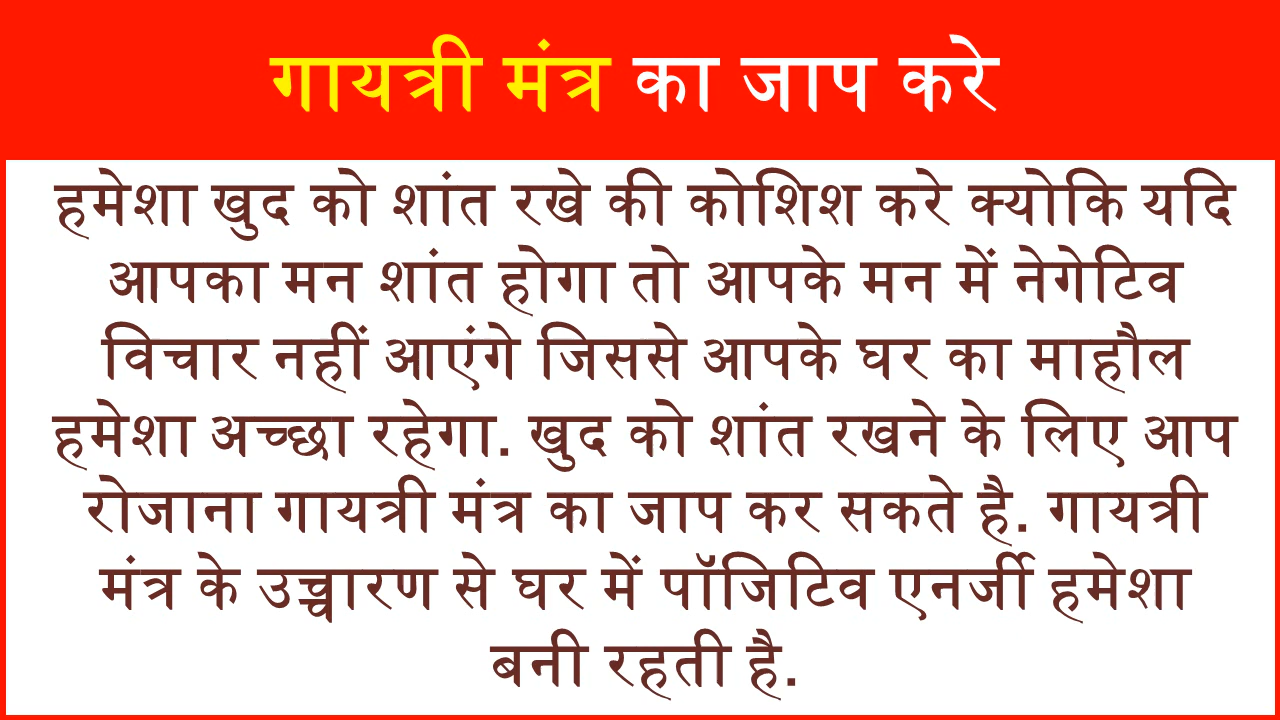 गायत्री मंत्र का जाप करे
हमेशा खुद को शांत रखे की कोशिश करे क्योकि यदि
आपका मन शांत होगा तो आपके मन में नेगेटिव
विचार नहीं आएंगे जिससे आपके घर का माहौल
हमेशा अच्छा रहेगा. खुद को शांत रखने के लिए आप
रोजाना गायत्री मंत्र का जाप कर सकते है. गायत्री
मंत्र के उच्चारण से घर में पॉजिटिव एनर्जी हमेशा
बनी रहती है.